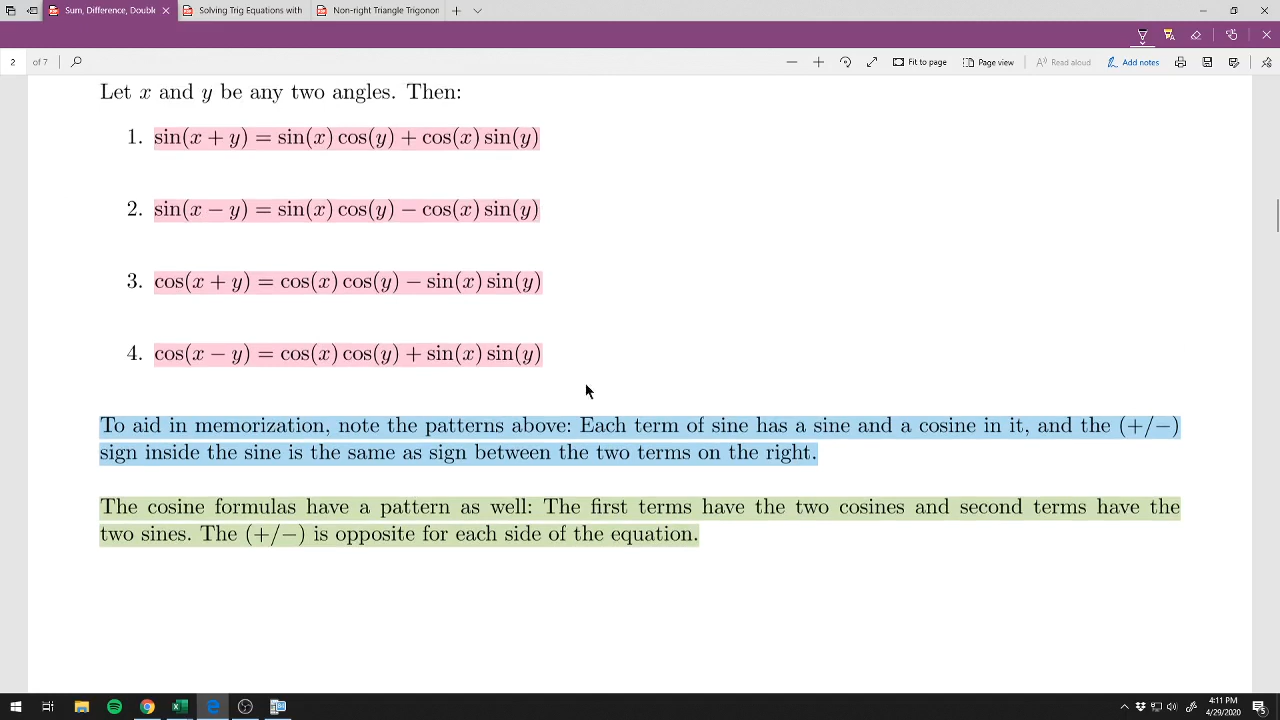 Sum, Difference, Doubl
Solving Trig Equations with
Non-right Triangle Trigonor
2 of 7
Fit to page
Page view
Read aloud
Add notes
Let x and y be any two angles. Then:
1. sin(x + y) = sin(x) cos(y) + cos(x) sin(y)
2. sin(x − y) = sin(x) cos(y) − cos(x) sin(y)
3. cos(x + y) = cos(x) cos(y) − sin(x) sin(y)
4. cos(x − y) = cos(x) cos(y) + sin(x) sin(y)
To aid in memorization, note the patterns above: Each term of sine has a sine and a cosine in it, and the (+/−)
sign inside the sine is the same as sign between the two terms on the right.
The cosine formulas have a pattern as well: The first terms have the two cosines and second terms have the
two sines. The (+/−) is opposite for each side of the equation.
4:11 PM
4/29/2020